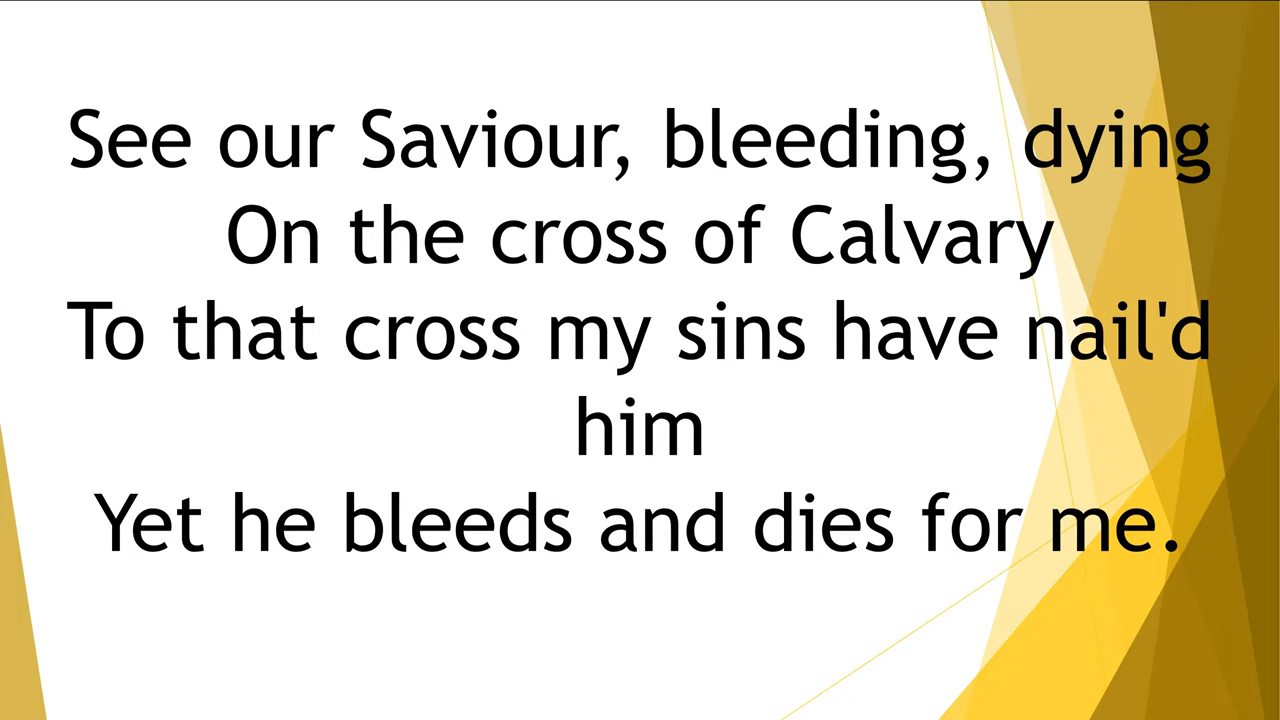 See our Saviour, bleeding, dying
On the cross of Calvary
To that cross my sins have nail'd
him
Yet he bleeds and dies for me.